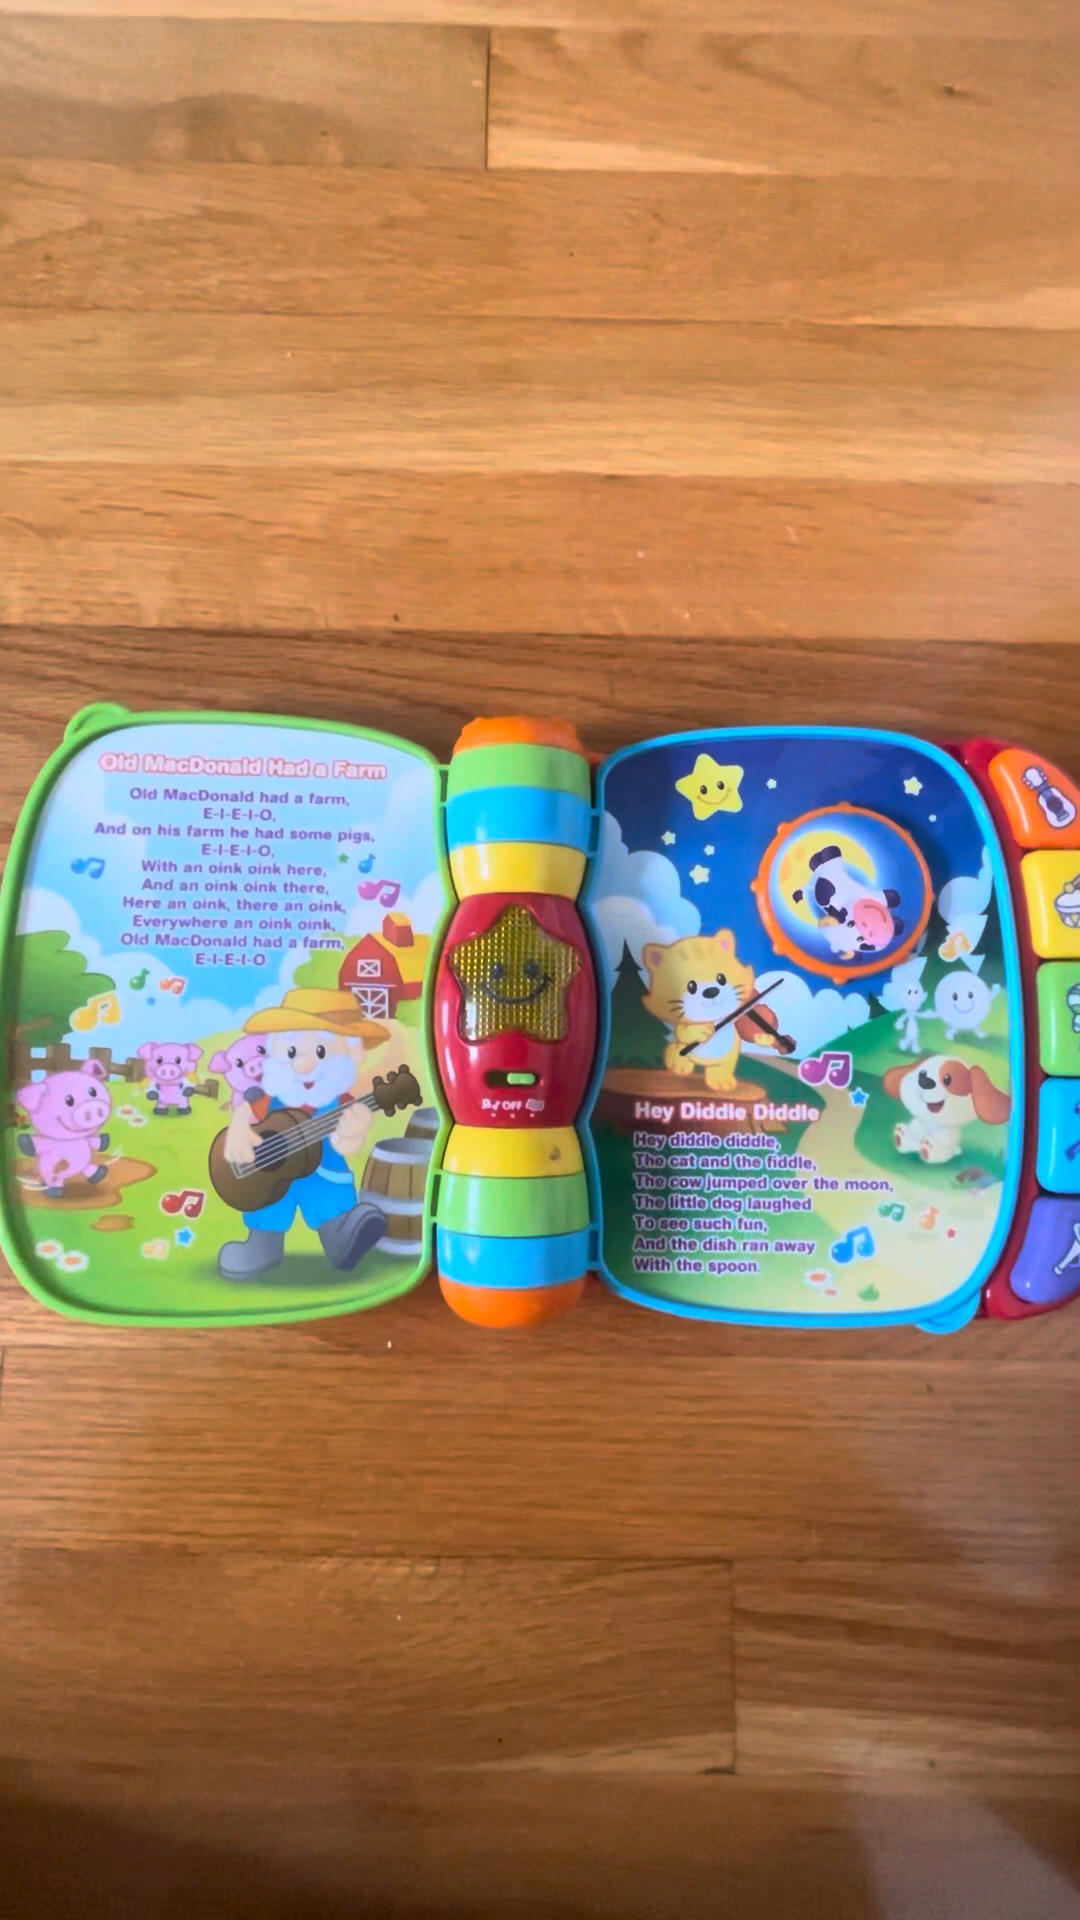 Old MacDonald Had a Farm
Old MacDonald had a farm,
E-I-E-I-O,
And on his farm he had some pigs,
E-I-E-I-O,
With an oink oink here,
And an oink oink there,
Here an oink, there an oink,
Everywhere an oink oink,
Old MacDonald had a farm,
E-I-E-I-O
OFF
Hey Diddle Diddle
Hey diddle diddle,
The cat and the fiddle,
The cow jumped over the moon,
The little dog laughed
To see such fun,
And the dish ran away
With the spoon.